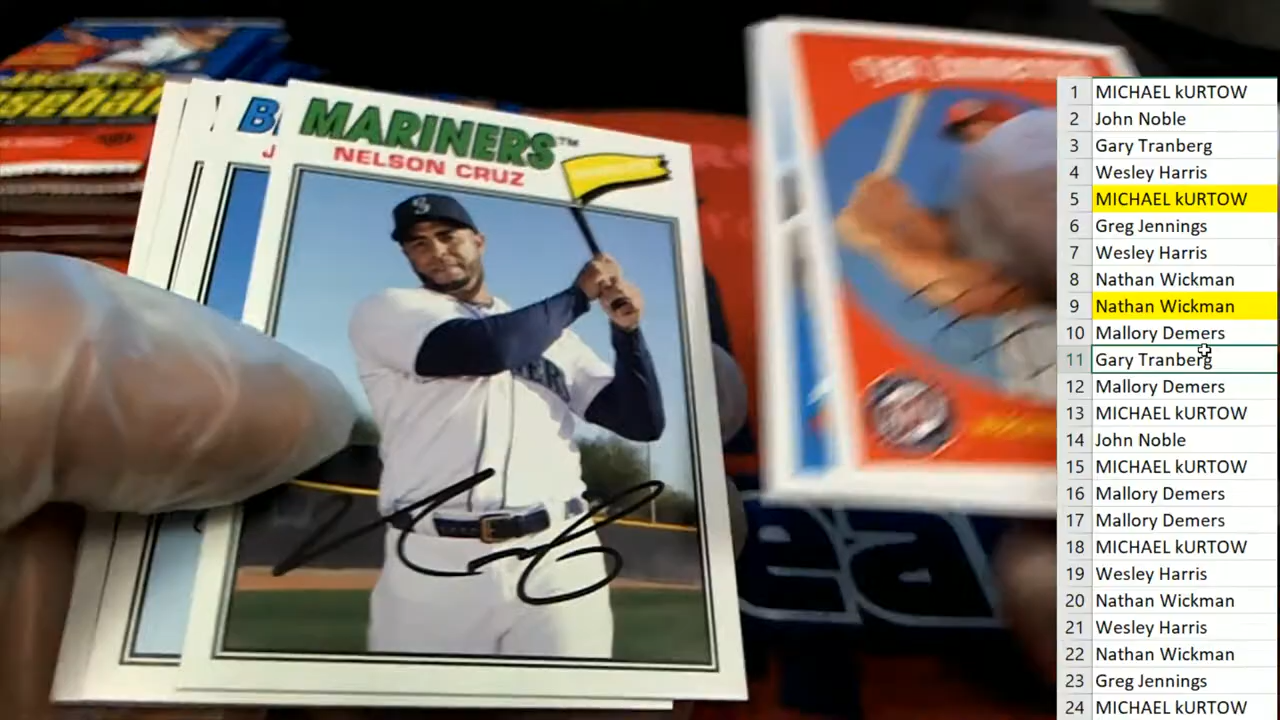 seball
B
J
MARINERS™
NELSON CRUZ
S
ea
1 MICHAEL kURTOW
2 John Noble
3 Gary Tranberg
4 Wesley Harris
5 MICHAEL kURTOW
6 Greg Jennings
7 Wesley Harris
8 Nathan Wickman
9 Nathan Wickman
10 Mallory Demers
11 Gary Tranberg
12 Mallory Demers
13 MICHAEL kURTOW
14 John Noble
15 MICHAEL kURTOW
16 Mallory Demers
17 Mallory Demers
18 MICHAEL kURTOW
19 Wesley Harris
20 Nathan Wickman
21 Wesley Harris
22 Nathan Wickman
23 Greg Jennings
24 MICHAEL kURTOW